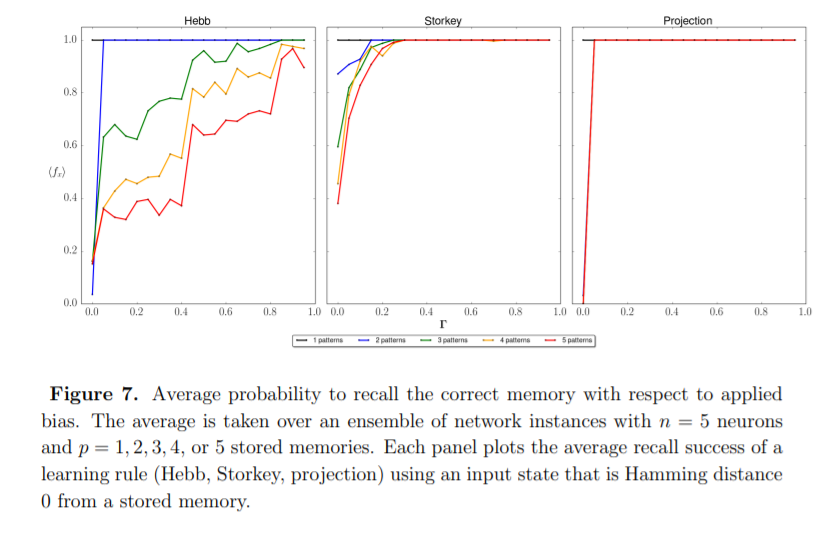 Hebb
Storkey
Projection
1.0
0.8
0.6
0.4
0.2
0.0
⟨fᵣ⟩
0.0 0.2 0.4 0.6 0.8 1.0
0.0 0.2 0.4 0.6 0.8 1.0
0.0 0.2 0.4 0.6 0.8 1.0
Γ
1 patterns 2 patterns 3 patterns 4 patterns 5 patterns
Figure 7. Average probability to recall the correct memory with respect to applied
bias. The average is taken over an ensemble of network instances with n = 5 neurons
and p = 1, 2, 3, 4, or 5 stored memories. Each panel plots the average recall success of a
learning rule (Hebb, Storkey, projection) using an input state that is Hamming distance
0 from a stored memory.